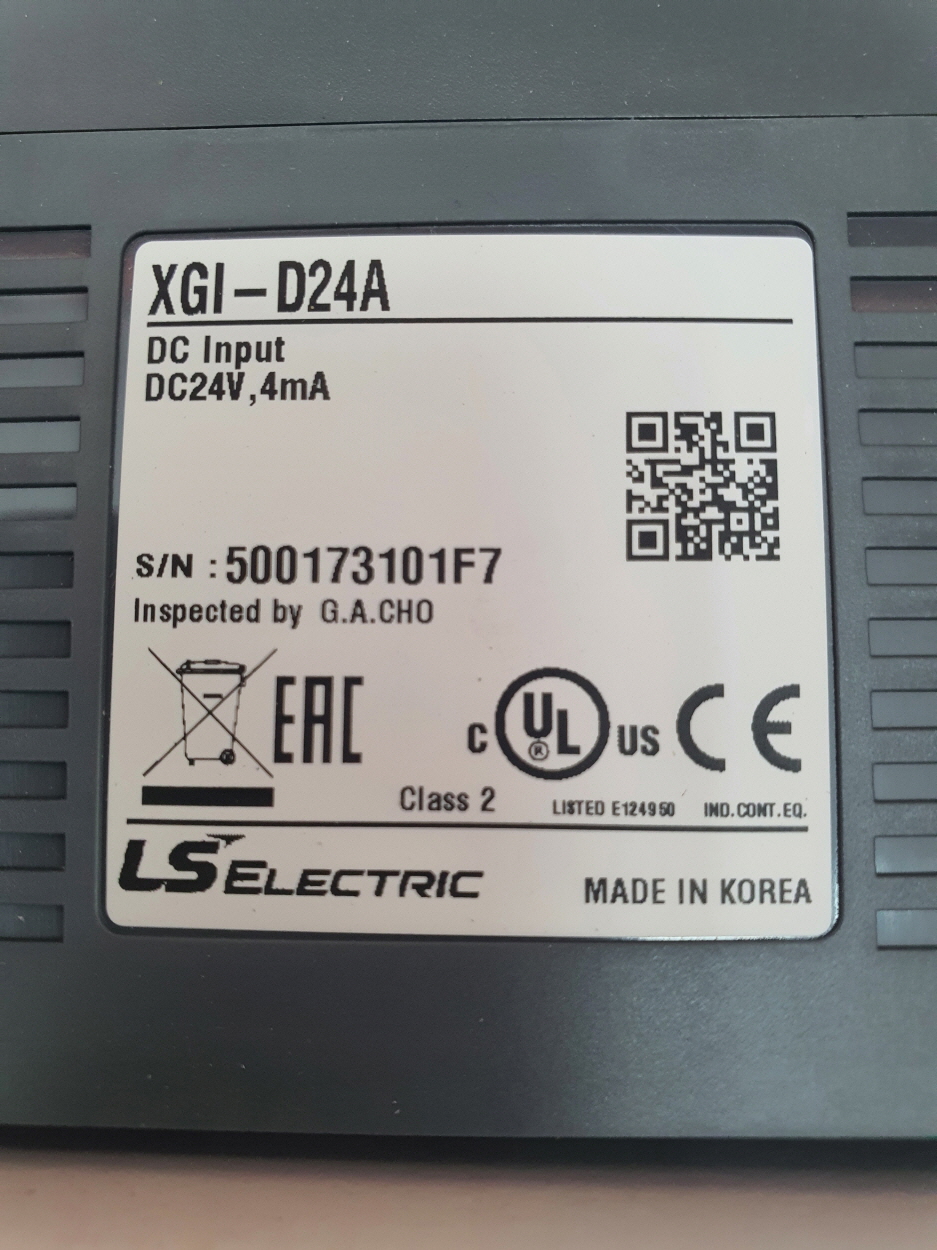 XGI-D24A
DC Input
DC24V,4mA
S/N : 500173101F7
Inspected by G.A.CHO
EAC
C UL US CE
®
Class 2 LISTED E124950 IND.CONT.EQ.
LS ELECTRIC MADE IN KOREA